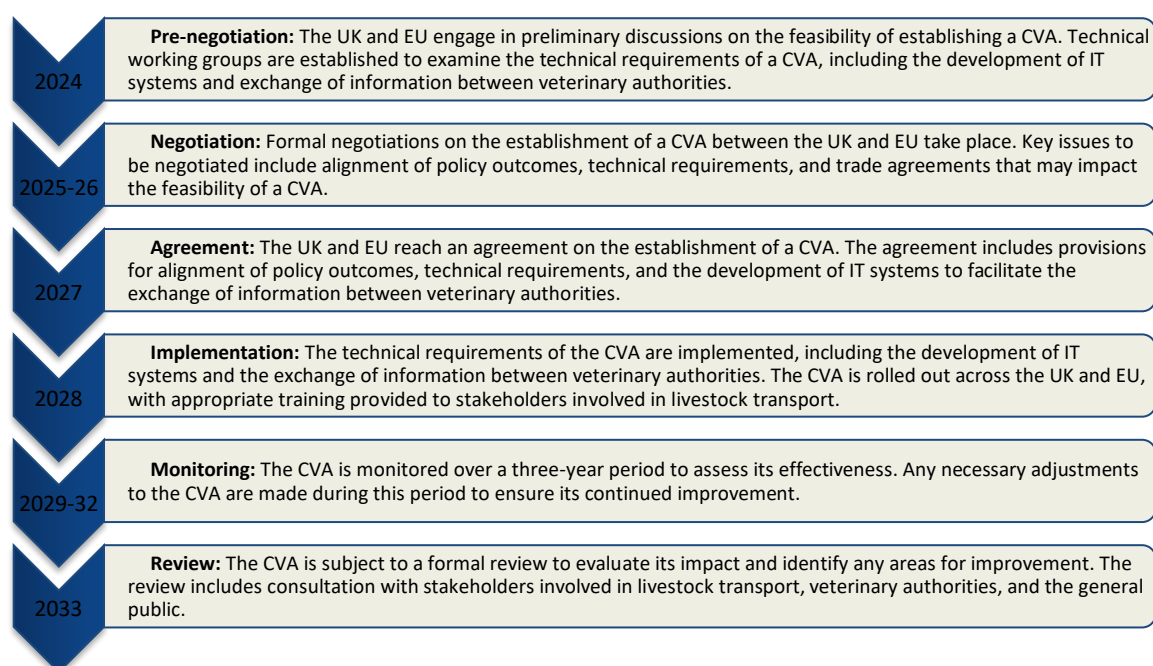 2024
Pre-negotiation: The UK and EU engage in preliminary discussions on the feasibility of establishing a CVA. Technical
working groups are established to examine the technical requirements of a CVA, including the development of IT
systems and exchange of information between veterinary authorities.
2025-26
Negotiation: Formal negotiations on the establishment of a CVA between the UK and EU take place. Key issues to
be negotiated include alignment of policy outcomes, technical requirements, and trade agreements that may impact
the feasibility of a CVA.
2027
Agreement: The UK and EU reach an agreement on the establishment of a CVA. The agreement includes provisions
for alignment of policy outcomes, technical requirements, and the development of IT systems to facilitate the
exchange of information between veterinary authorities.
2028
Implementation: The technical requirements of the CVA are implemented, including the development of IT
systems and the exchange of information between veterinary authorities. The CVA is rolled out across the UK and EU,
with appropriate training provided to stakeholders involved in livestock transport.
2029-32
Monitoring: The CVA is monitored over a three-year period to assess its effectiveness. Any necessary adjustments
to the CVA are made during this period to ensure its continued improvement.
2033
Review: The CVA is subject to a formal review to evaluate its impact and identify any areas for improvement. The
review includes consultation with stakeholders involved in livestock transport, veterinary authorities, and the general
public.